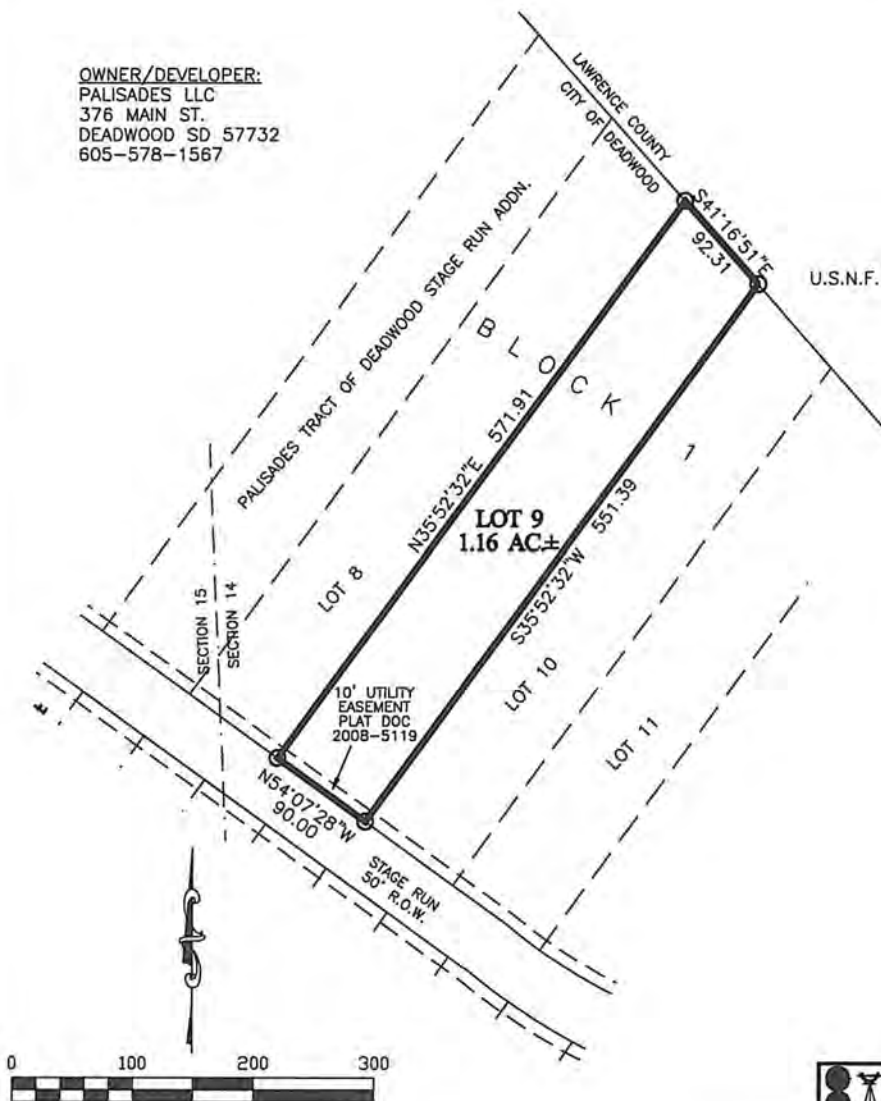 OWNER/DEVELOPER:
PALISADES LLC
376 MAIN ST.
DEADWOOD SD 57732
605-578-1567
LAWRENCE COUNTY
CITY OF DEADWOOD
S41°16'51"E
92.31
U.S.N.F.
PALISADES TRACT OF DEADWOOD STAGE RUN ADDN.
BLOCK 1
N35°52'32"E 571.91
LOT 9
1.16 AC.±
S35°52'32"W 551.39
LOT 8
SECTION 15
SECTION 14
LOT 10
10' UTILITY
EASEMENT
PLAT DOC
2008-5119
LOT 11
N54°07'28"W
90.00
STAGE RUN
50' R.O.W.
0 100 200 300